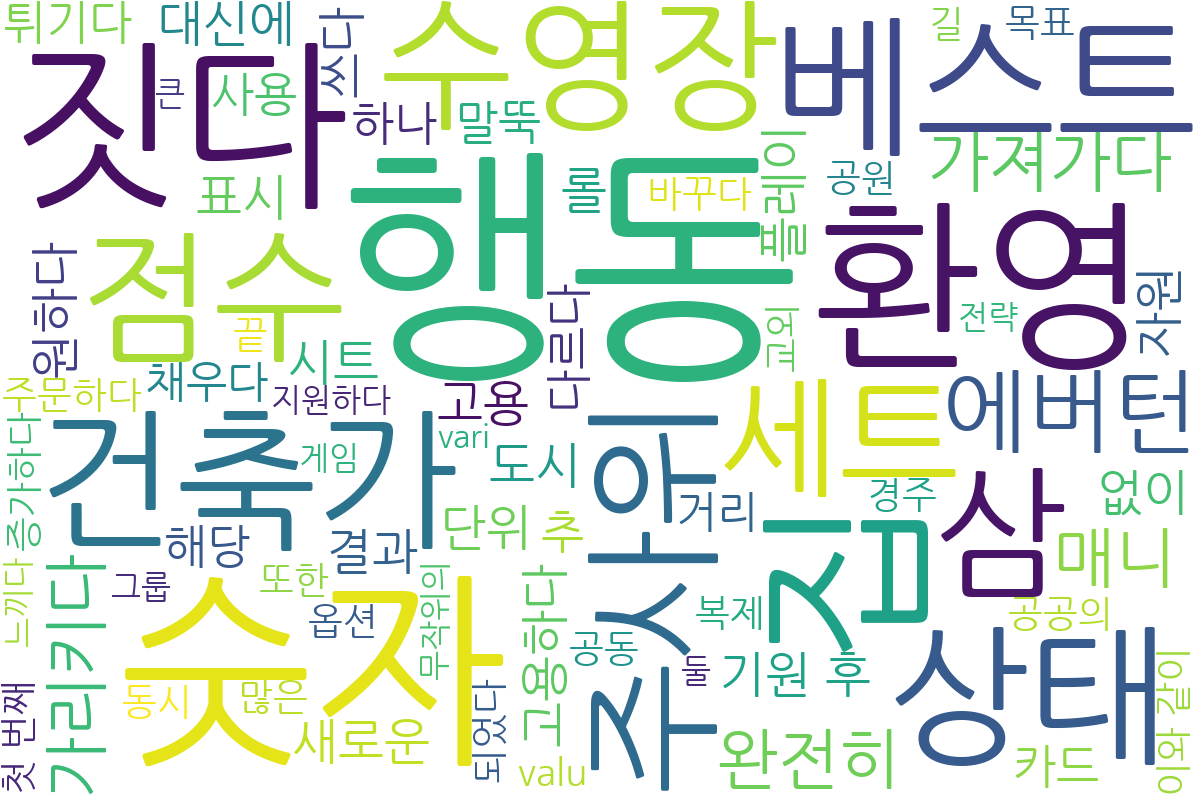 튀기다
대신에
쓰다
수영장
베스트
길
목표
짓다
큰
사용
하나
말뚝
가져가다
표시
행동
롤
바꾸다
플레이
공원
환영
원하다
점수
끝
시트
다르다
교외
전략
자원
주문하다
채우다
지원하다
고용
세트
에버턴
증가하다
건축가
vari
게임
도시
주사위
거리
경주
삼
없이
해당
결과
단위
추
집
매니
느끼다
가리키다
그룹
또한
옵션
무작위의
고용하다
공동
복제
공공의
숫자
둘
기원 후
상태
첫 번째
동시
많은
새로운
되었다
valu
완전히
카드
이와 같이